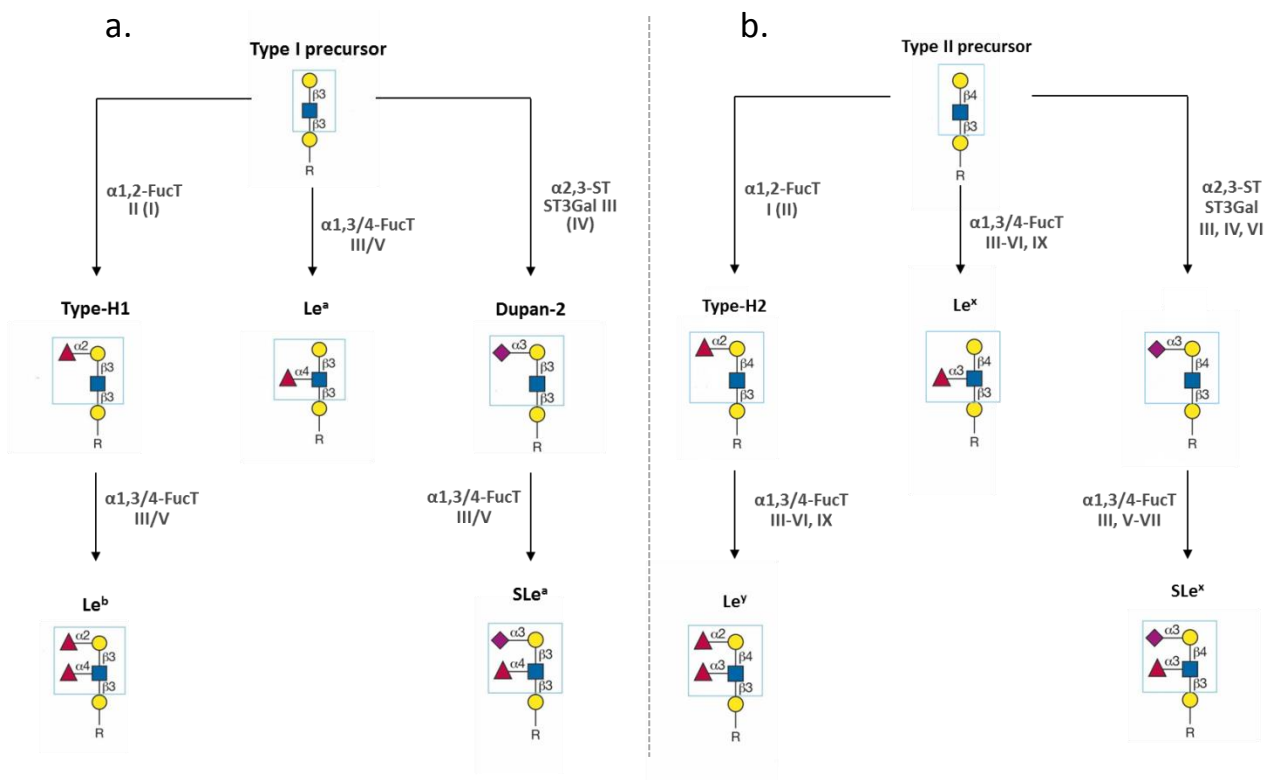 a.
Type I precursor
β3
β3
R
α1,2-FucT
II (I)
α1,3/4-FucT
III/V
α2,3-ST
ST3Gal III
(IV)
Type-H1
α2
β3
β3
R
Leᵃ
β3
α4
β3
R
Dupan-2
α3
β3
β3
R
α1,3/4-FucT
III/V
α1,3/4-FucT
III/V
Leᵇ
α2
β3
α4
β3
R
SLeᵃ
α3
β3
α4
β3
R
b.
Type II precursor
β4
β3
R
α1,2-FucT
I (II)
α1,3/4-FucT
III-VI, IX
α2,3-ST
ST3Gal
III, IV, VI
Type-H2
α2
β4
β3
R
Leˣ
β4
α3
β3
R
α3
β4
β3
R
α1,3/4-FucT
III-VI, IX
α1,3/4-FucT
III, V-VII
Leʸ
α2
β4
α3
β3
R
SLeˣ
α3
β4
α3
β3
R